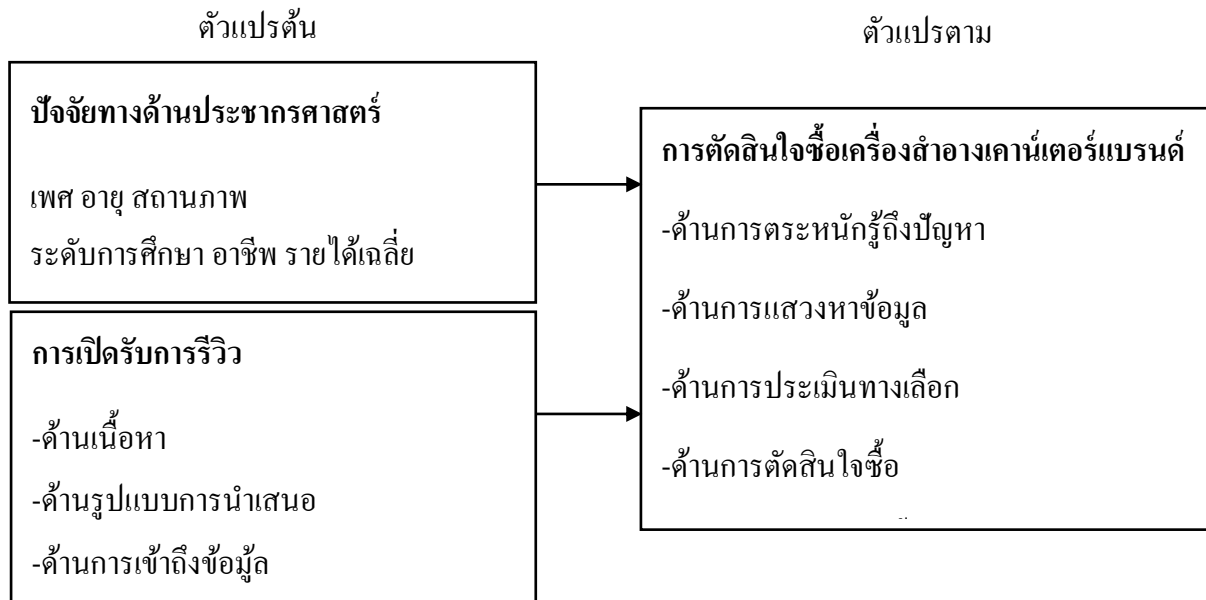 ตัวแปรต้น
ตัวแปรตาม
ปัจจัยทางด้านประชากรศาสตร์
เพศ อายุ สถานภาพ
ระดับการศึกษา อาชีพ รายได้เฉลี่ย
การเปิดรับการรีวิว
-ด้านเนื้อหา
-ด้านรูปแบบการนำเสนอ
-ด้านการเข้าถึงข้อมู้ล
การตัดสินใจซื้อเครื่องสำอางเคาน์เตอร์แบรนด์
-ด้านการตระหนักรู้ถึงปัญหา
-ด้านการแสวงหาข้อมูล
-ด้านการประเมินทางเลือก
-ด้านการตัดสินใจซื้อ